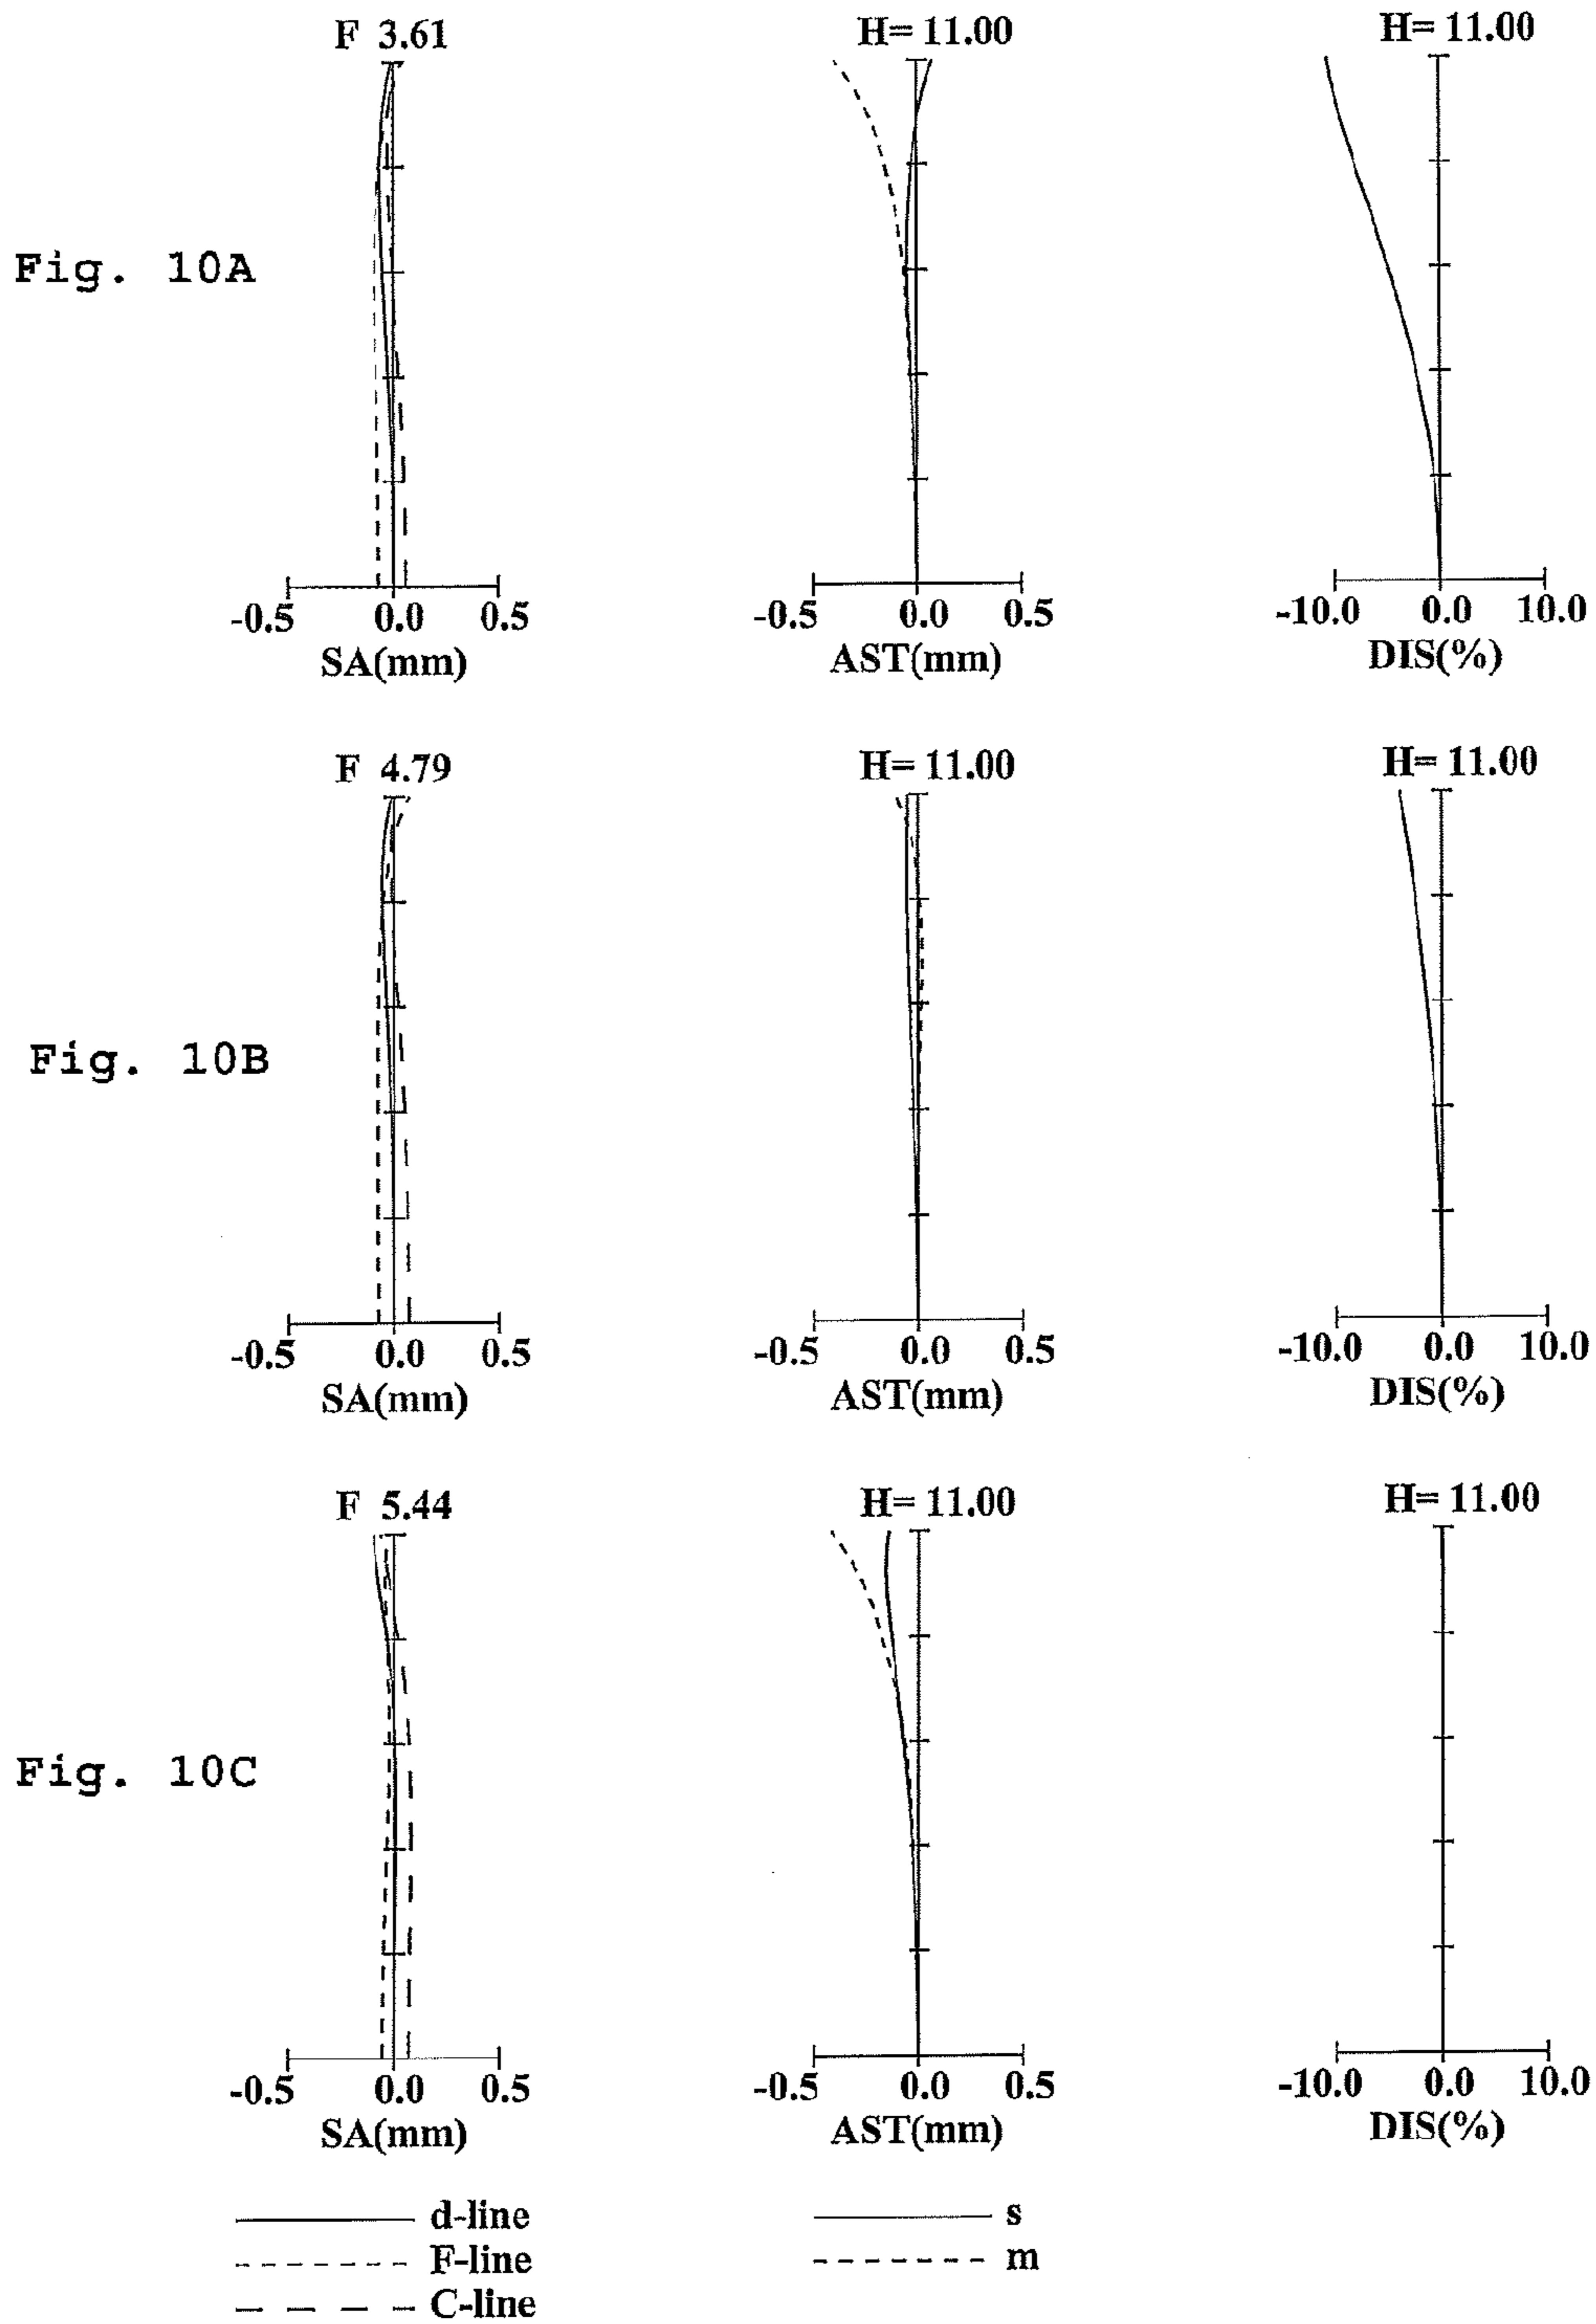 F 3.61
H= 11.00
H= 11.00
Fig. 10A
-0.5 0.0 0.5
SA(mm)
-0.5 0.0 0.5
AST(mm)
-10.0 0.0 10.0
DIS(%)
F 4.79
H= 11.00
H= 11.00
Fig. 10B
-0.5 0.0 0.5
SA(mm)
-0.5 0.0 0.5
AST(mm)
-10.0 0.0 10.0
DIS(%)
F 5.44
H= 11.00
H= 11.00
Fig. 10C
-0.5 0.0 0.5
SA(mm)
-0.5 0.0 0.5
AST(mm)
-10.0 0.0 10.0
DIS(%)
d-line
F-line
C-line
s
m